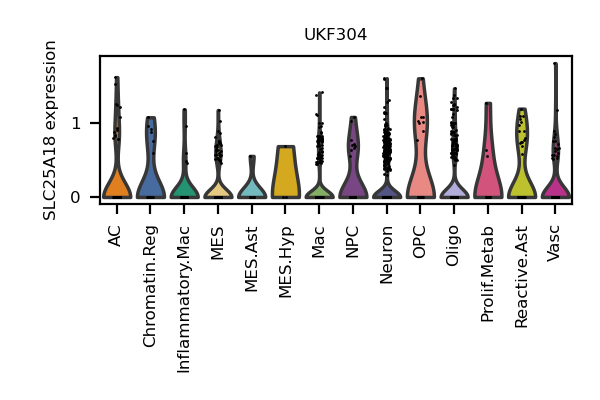 UKF304
SLC25A18 expression
1
0
AC
Chromatin.Reg
Inflammatory.Mac
MES
MES.Ast
MES.Hyp
Mac
NPC
Neuron
OPC
Oligo
Prolif.Metab
Reactive.Ast
Vasc